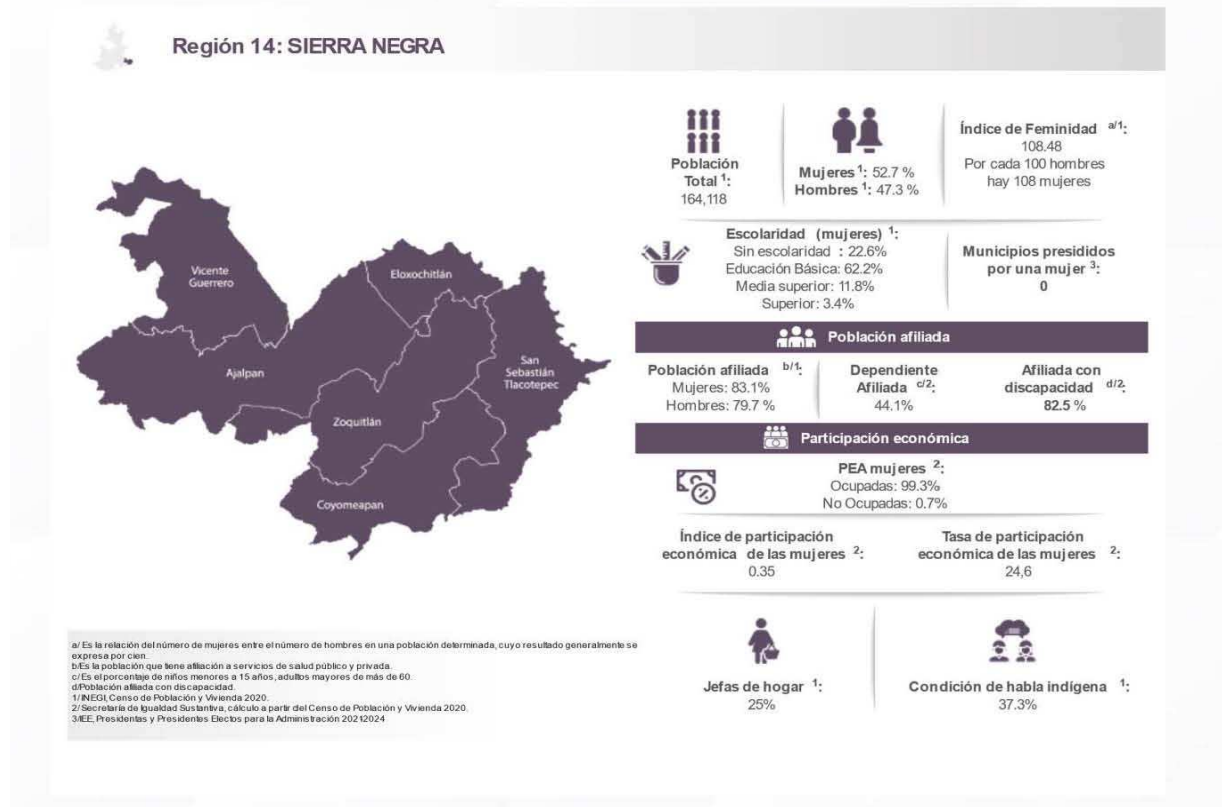 Región 14: SIERRA NEGRA
Vicente
Guerrero
Eloxochitlán
Ajalpan
San
Sebastián
Tlacotepec
Zoquitlán
Coyomeapan
Población
Total 1:
164,118
Mujeres 1: 52.7 %
Hombres 1: 47.3 %
Índice de Feminidad a/1:
108.48
Por cada 100 hombres
hay 108 mujeres
Escolaridad (mujeres) 1:
Sin escolaridad : 22.6%
Educación Básica: 62.2%
Media superior: 11.8%
Superior: 3.4%
Municipios presididos
por una mujer 3:
0
Población afiliada
Población afiliada b/1:
Mujeres: 83.1%
Hombres: 79.7 %
Dependiente
Afiliada c/2:
44.1%
Afiliada con
discapacidad d/2:
82.5 %
Participación económica
PEA mujeres 2:
Ocupadas: 99.3%
No Ocupadas: 0.7%
Índice de participación
económica de las mujeres 2:
0.35
Tasa de participación
económica de las mujeres 2:
24,6
Jefas de hogar 1:
25%
Condición de habla indígena 1:
37.3%
a/ Es la relación del número de mujeres entre el número de hombres en una población determinada, cuyo resultado generalmente se
expresa por cien.
b/Es la población que tiene afiliación a servicios de salud público y privada.
c/ Es el porcentaje de niños menores a 15 años, adultos mayores de más de 60.
d/Población afiliada con discapacidad.
1/INEGI, Censo de Población y Vivienda 2020.
2/ Secretaría de Igualdad Sustantiva, cálculo a partir del Censo de Población y Vivienda 2020.
3/IEE, Presidentas y Presidentes Electos para la Administración 20212024